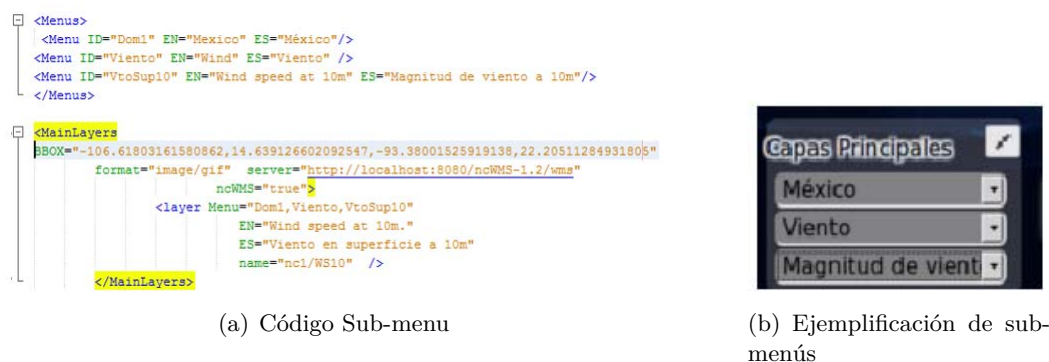 <Menus>
<Menu ID="Dom1" EN="Mexico" ES="México"/>
<Menu ID="Viento" EN="Wind" ES="Viento" />
<Menu ID="VtoSup10" EN="Wind speed at 10m" ES="Magnitud de viento a 10m"/>
</Menus>
<MainLayers
BBOX="-106.61803161580862,14.639126602092547,-93.38001525919138,22.20511284931805"
format="image/gif" server="http://localhost:8080/ncWMS-1.2/wms"
ncWMS="true">
<layer Menu="Dom1,Viento,VtoSup10"
EN="Wind speed at 10m."
ES="Viento en superficie a 10m"
name="nc1/WS10" />
</MainLayers>
(a) Código Sub-menu
Capas Principales
México
Viento
Magnitud de vient
(b) Ejemplificación de sub-
menús